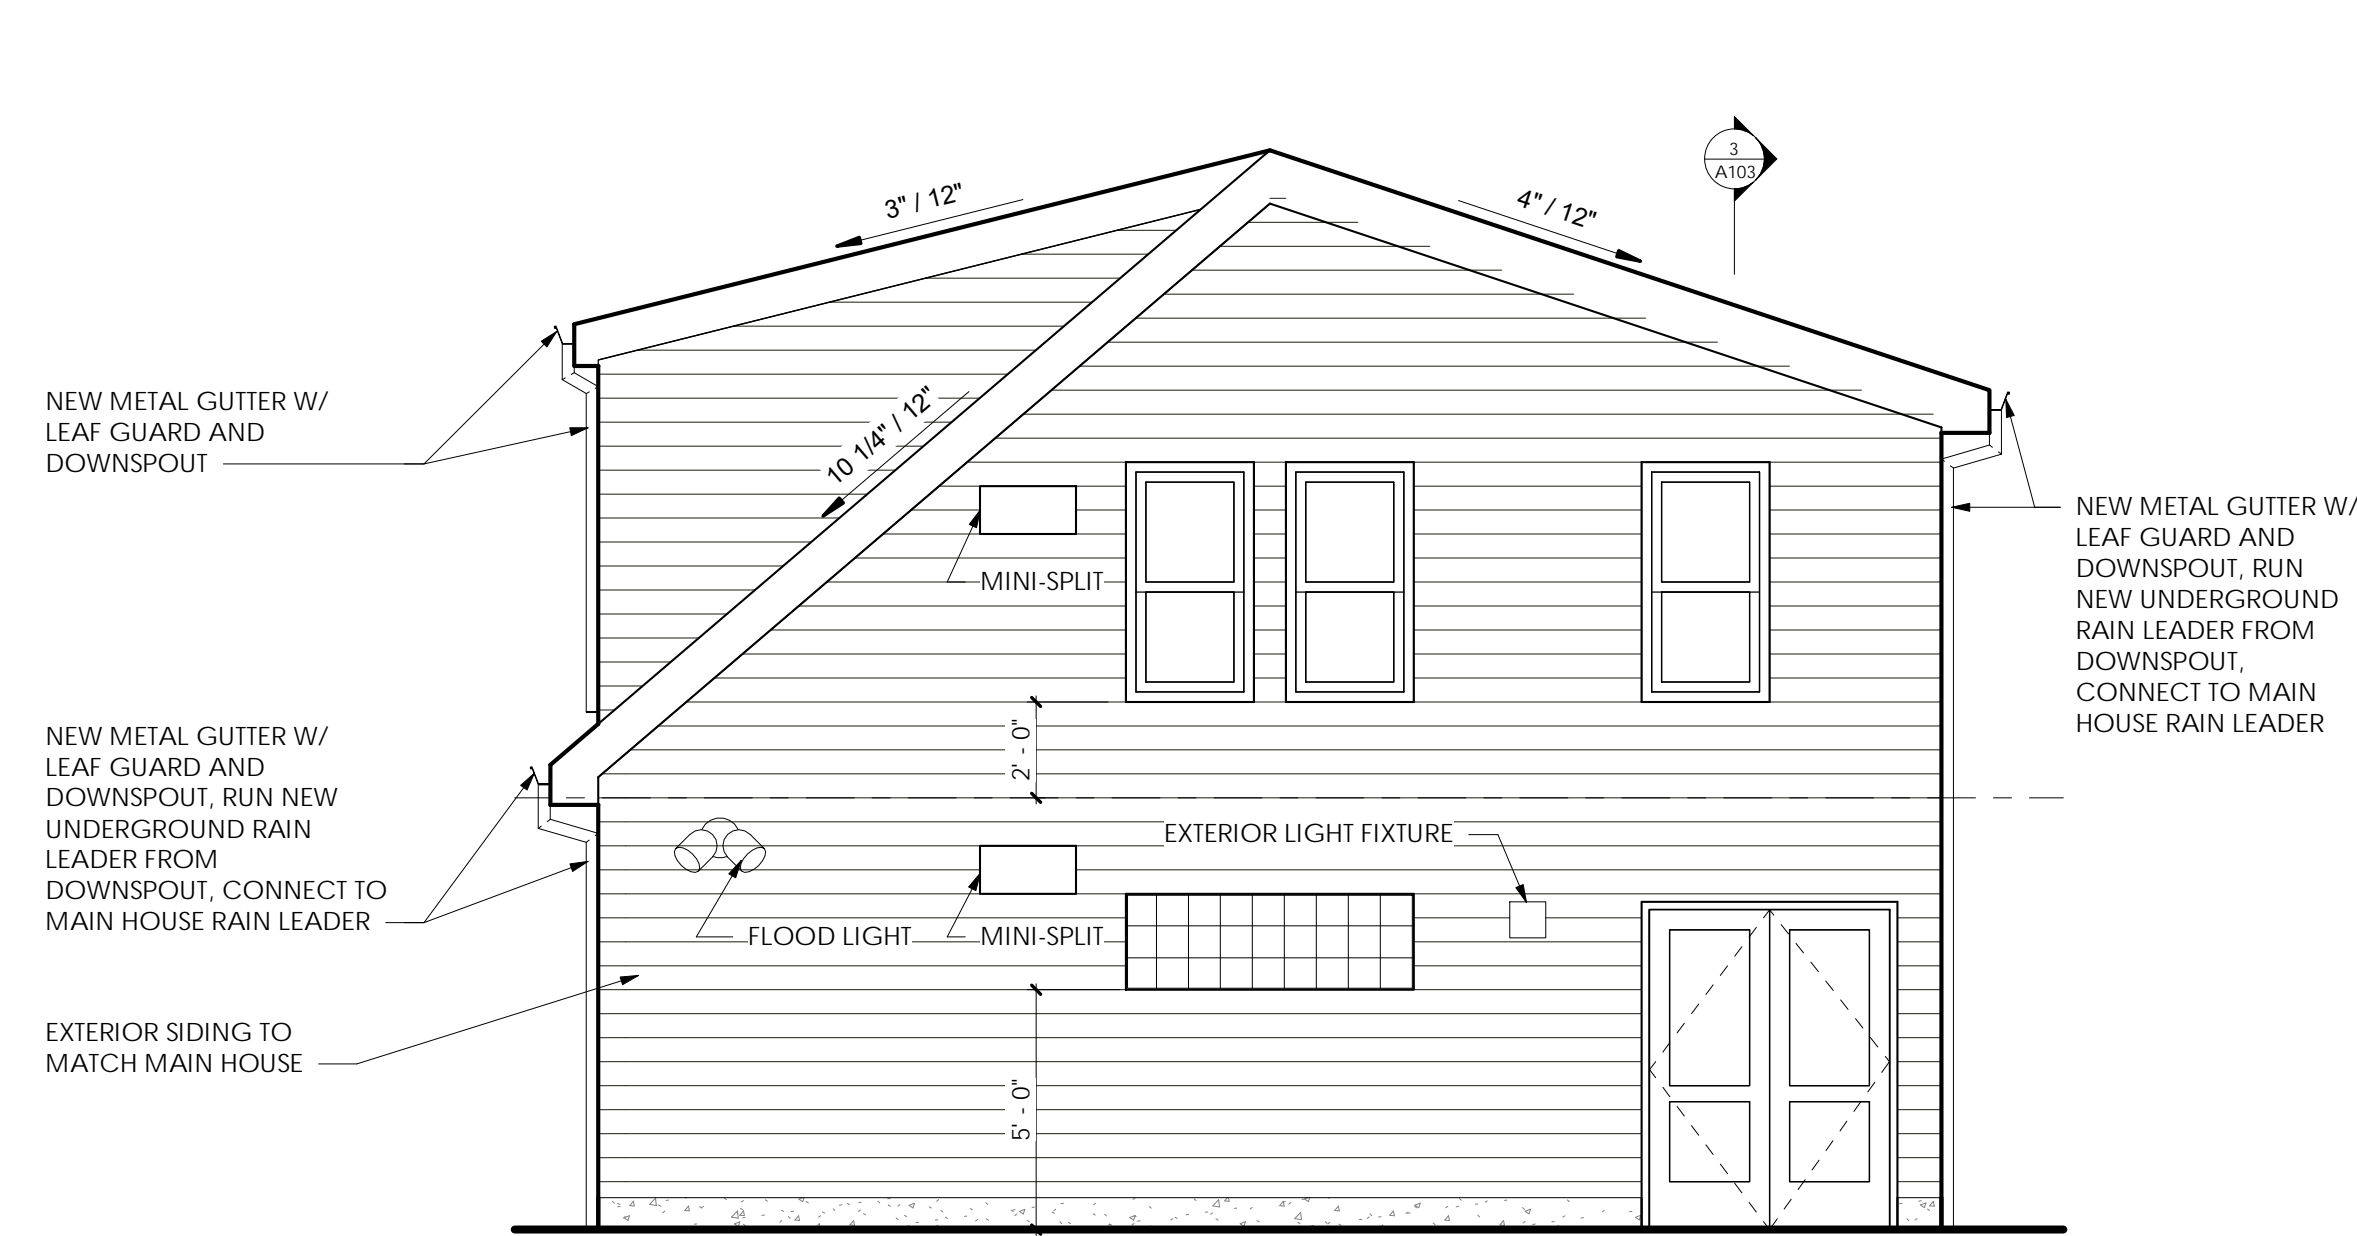 3
A103
3" / 12"
4" / 12"
NEW METAL GUTTER W/
LEAF GUARD AND
DOWNSPOUT
10 1/4" / 12"
MINI-SPLIT
NEW METAL GUTTER W/
LEAF GUARD AND
DOWNSPOUT, RUN
NEW UNDERGROUND
RAIN LEADER FROM
DOWNSPOUT,
CONNECT TO MAIN
HOUSE RAIN LEADER
NEW METAL GUTTER W/
LEAF GUARD AND
DOWNSPOUT, RUN NEW
UNDERGROUND RAIN
LEADER FROM
DOWNSPOUT, CONNECT TO
MAIN HOUSE RAIN LEADER
2' - 0"
EXTERIOR LIGHT FIXTURE
FLOOD LIGHT
MINI-SPLIT
EXTERIOR SIDING TO
MATCH MAIN HOUSE
5' - 0"